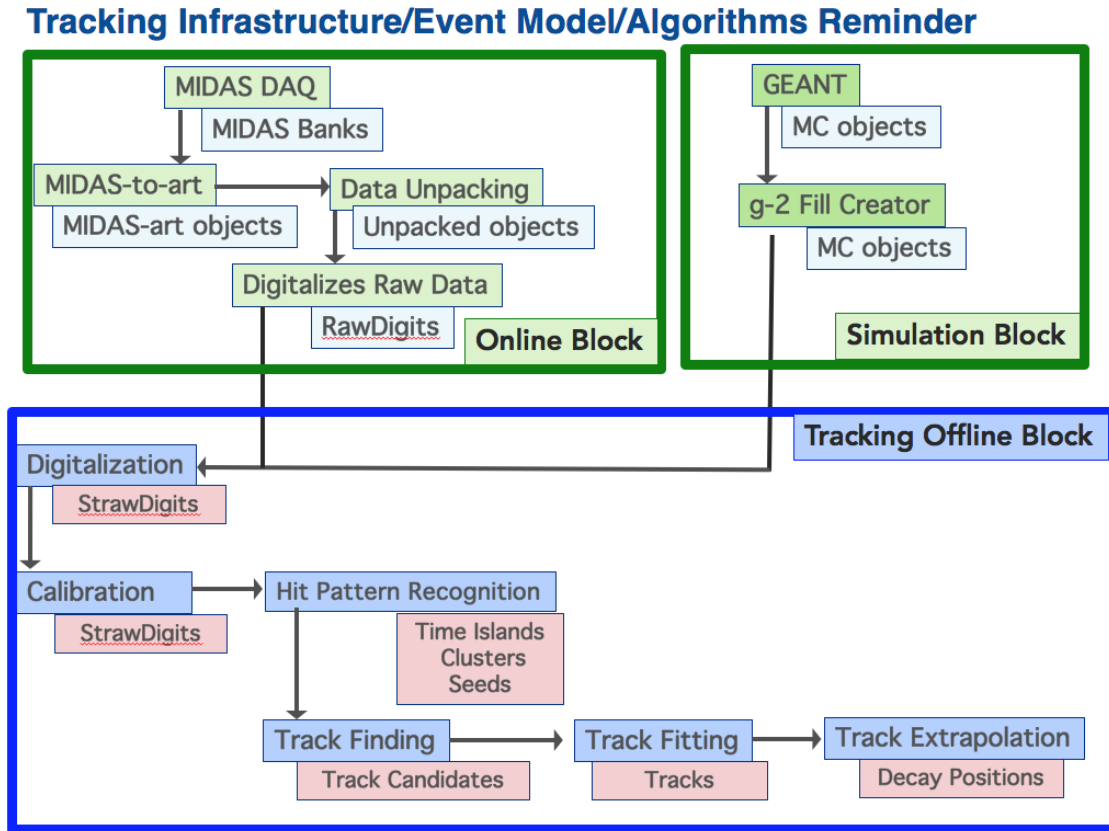 Tracking Infrastructure/Event Model/Algorithms Reminder
MIDAS DAQ
MIDAS Banks
MIDAS-to-art
MIDAS-art objects
Data Unpacking
Unpacked objects
Digitalizes Raw Data
RawDigits
Online Block
GEANT
MC objects
g-2 Fill Creator
MC objects
Simulation Block
Tracking Offline Block
Digitalization
StrawDigits
Calibration
StrawDigits
Hit Pattern Recognition
Time Islands
Clusters
Seeds
Track Finding
Track Candidates
Track Fitting
Tracks
Track Extrapolation
Decay Positions